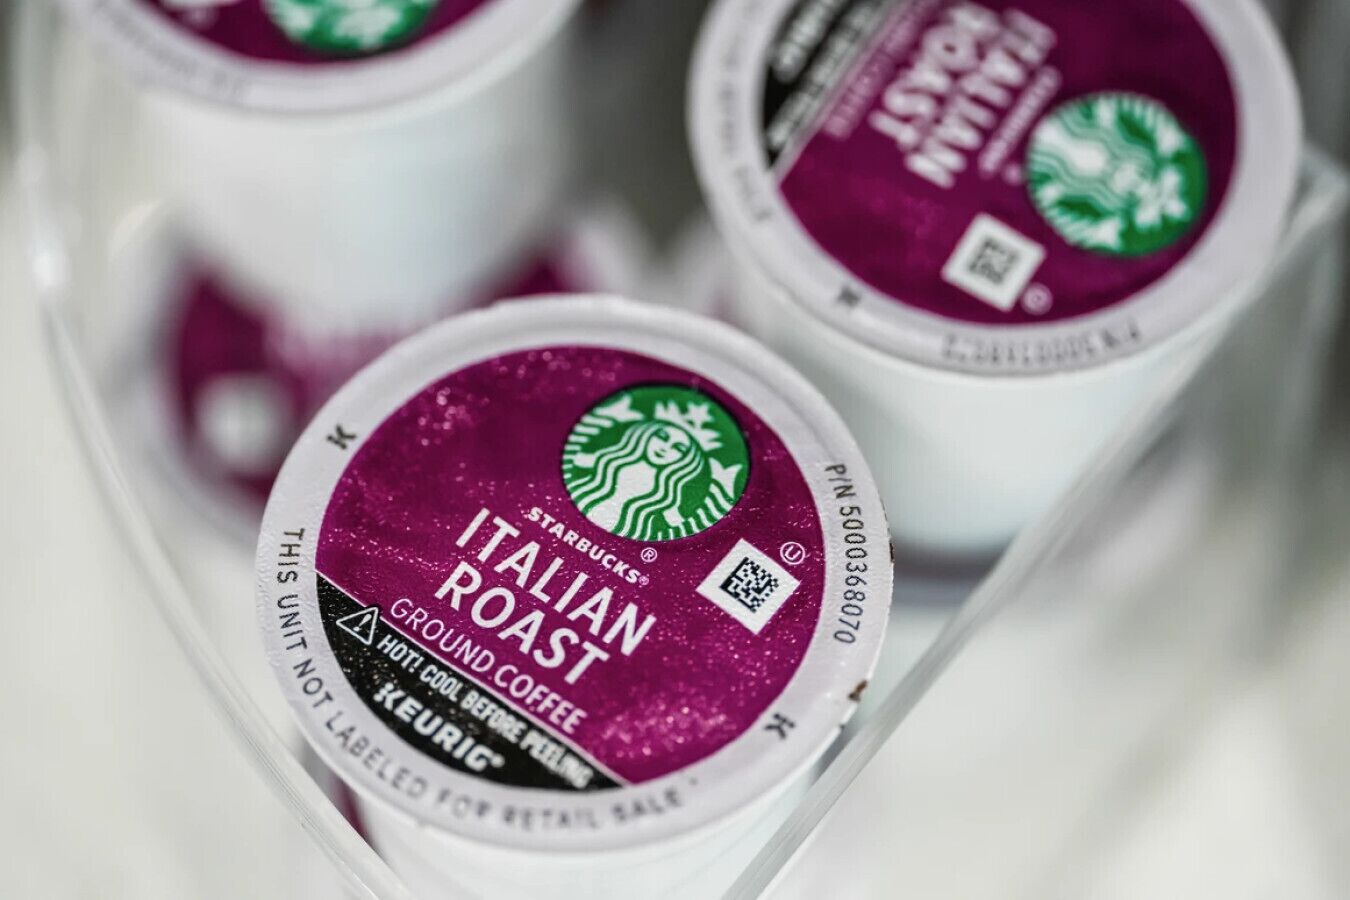 STARBUCKS®
ITALIAN
ROAST
GROUND COFFEE
HOT! COOL BEFORE PEELING
KEURIG®
THIS UNIT NOT LABELED FOR RETAIL SALE
P/N 5000368070
K
K
®
U
ITALIAN
ROAST
K